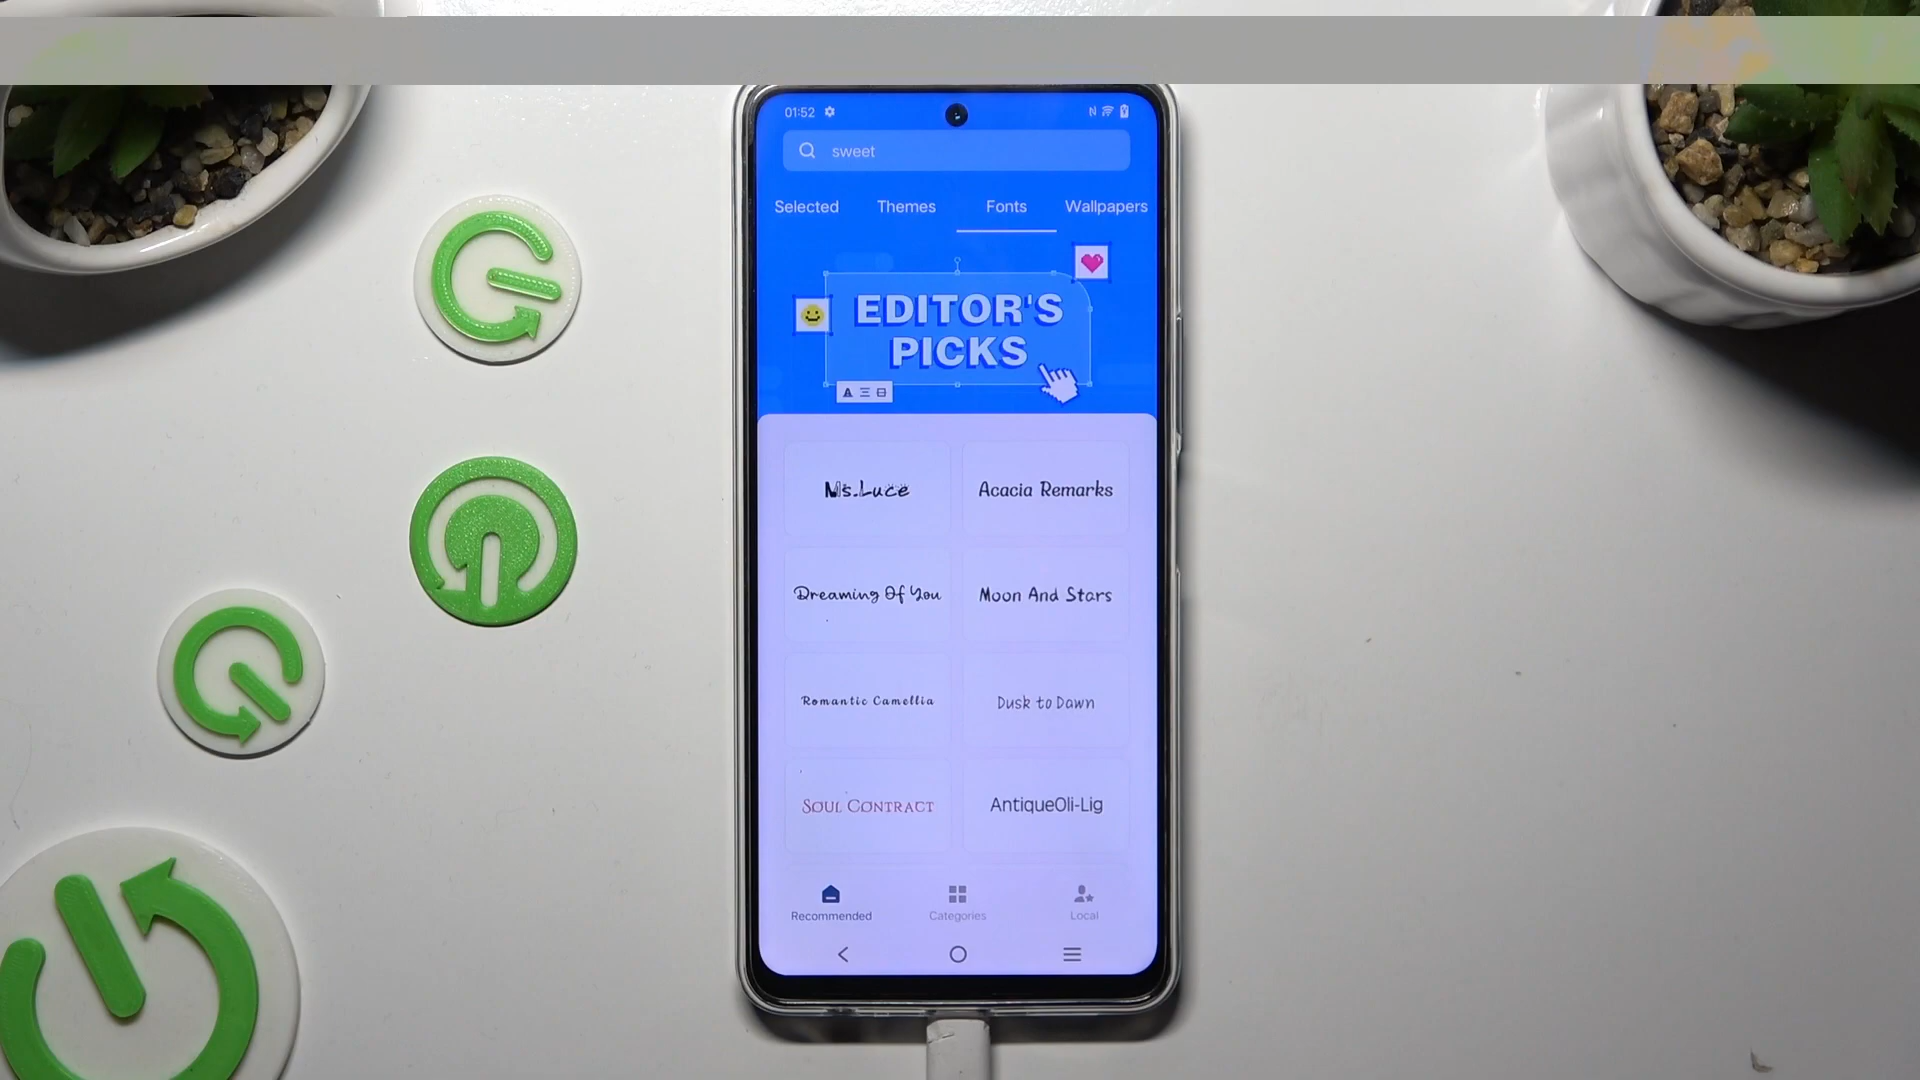 01:52
sweet
Selected Themes Fonts Wallpapers
EDITOR'S
PICKS
Ms.Luce Acacia Remarks
Dreaming Of You Moon And Stars
Romantic Camellia Dusk to Dawn
SOUL CONTRACT AntiqueOli-Lig
Recommended Categories Local